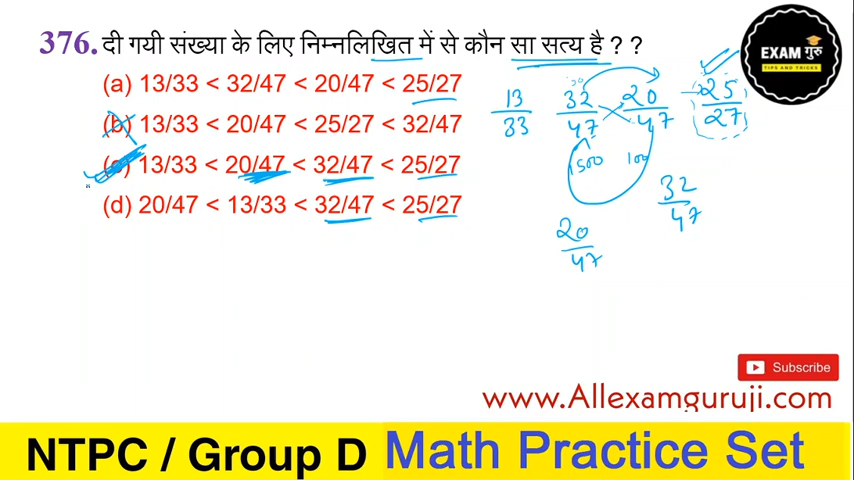 376. दी गयी संख्या के लिए निम्नलिखित में से कौन सा सत्य है ? ?
(a) 13/33 < 32/47 < 20/47 < 25/27
(b) 13/33 < 20/47 < 25/27 < 32/47
(c) 13/33 < 20/47 < 32/47 < 25/27
(d) 20/47 < 13/33 < 32/47 < 25/27
13/33 32/47 20/47 25/27
1500 100
32/47
20/47
EXAM गुरु
TIPS AND TRICKS
Subscribe
www.Allexamguruji.com
NTPC / Group D Math Practice Set